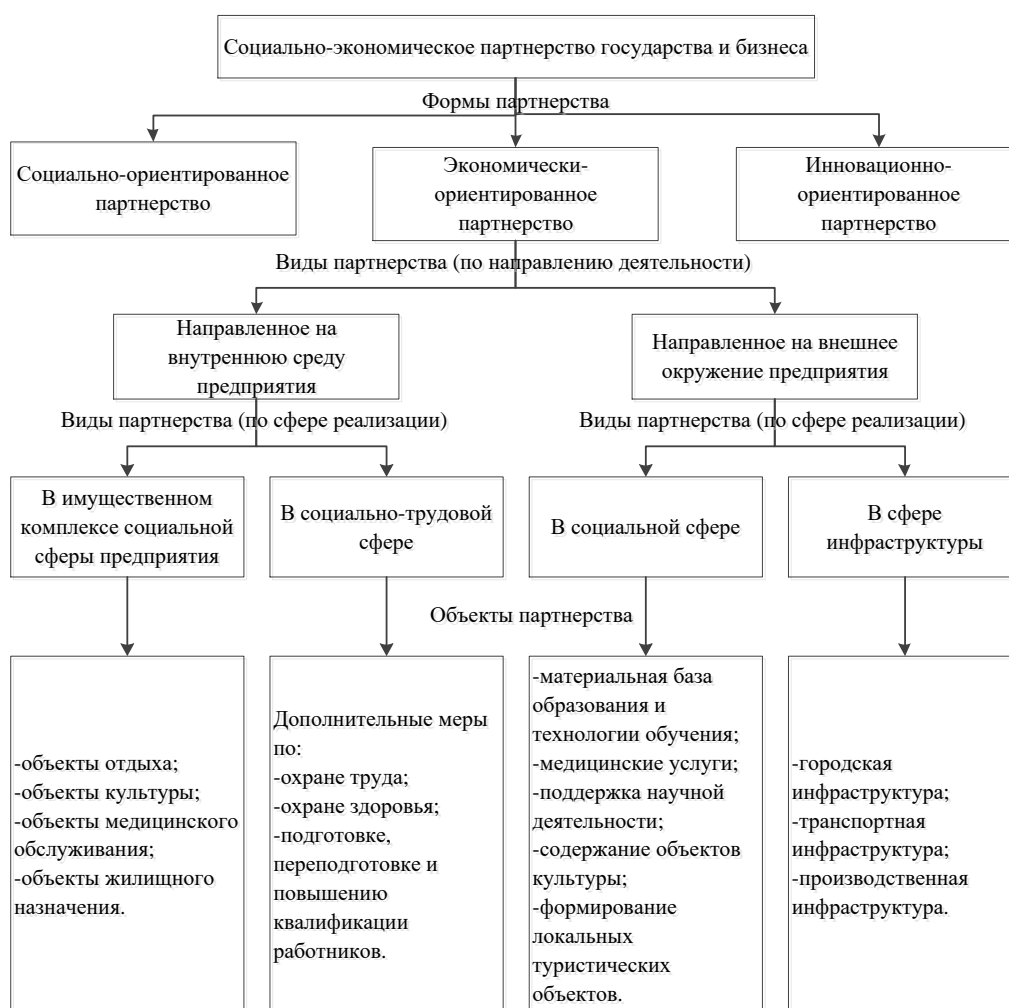 Социально-экономическое партнерство государства и бизнеса
Формы партнерства
Социально-ориентированное
партнерство
Экономически-
ориентированное
партнерство
Инновационно-
ориентированное
партнерство
Виды партнерства (по направлению деятельности)
Направленное на
внутреннюю среду
предприятия
Направленное на внешнее
окружение предприятия
Виды партнерства (по сфере реализации)
Виды партнерства (по сфере реализации)
В имущественном
комплексе социальной
сферы предприятия
В социально-трудовой
сфере
В социальной сфере
В сфере
инфраструктуры
Объекты партнерства
-объекты отдыха;
-объекты культуры;
-объекты медицинского
обслуживания;
-объекты жилищного
назначения.
Дополнительные меры
по:
-охране труда;
-охране здоровья;
-подготовке,
переподготовке и
повышению
квалификации
работников.
-материальная база
образования и
технологии обучения;
-медицинские услуги;
-поддержка научной
деятельности;
-содержание объектов
культуры;
-формирование
локальных
туристических
объектов.
-городская
инфраструктура;
-транспортная
инфраструктура;
-производственная
инфраструктура.